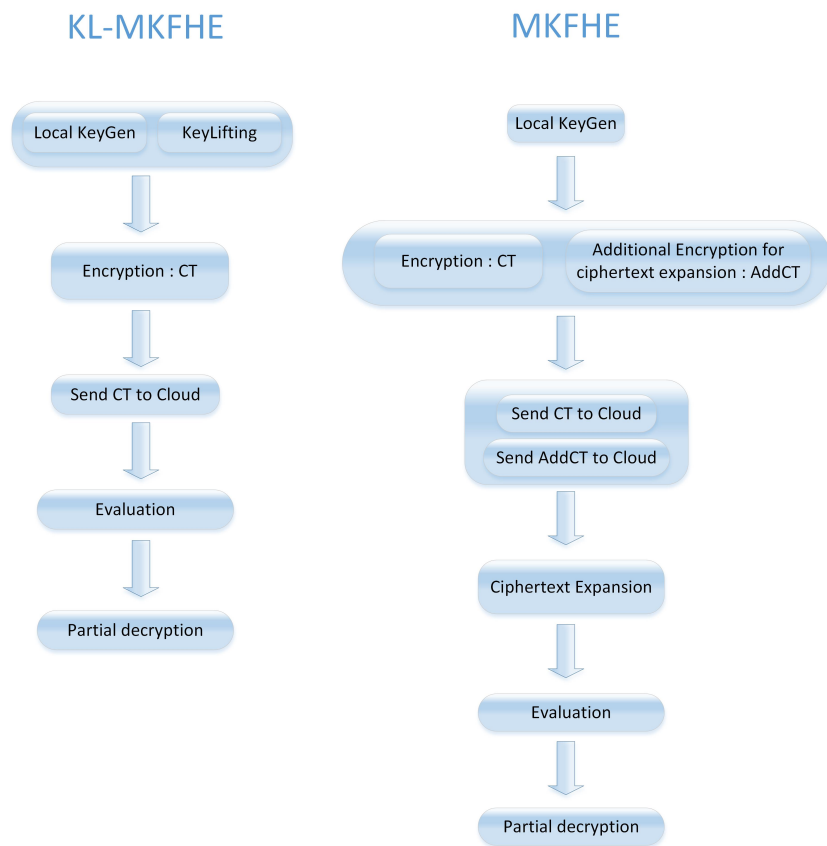 KL-MKFHE
Local KeyGen
KeyLifting
Encryption : CT
Send CT to Cloud
Evaluation
Partial decryption
MKFHE
Local KeyGen
Encryption : CT
Additional Encryption for
ciphertext expansion : AddCT
Send CT to Cloud
Send AddCT to Cloud
Ciphertext Expansion
Evaluation
Partial decryption